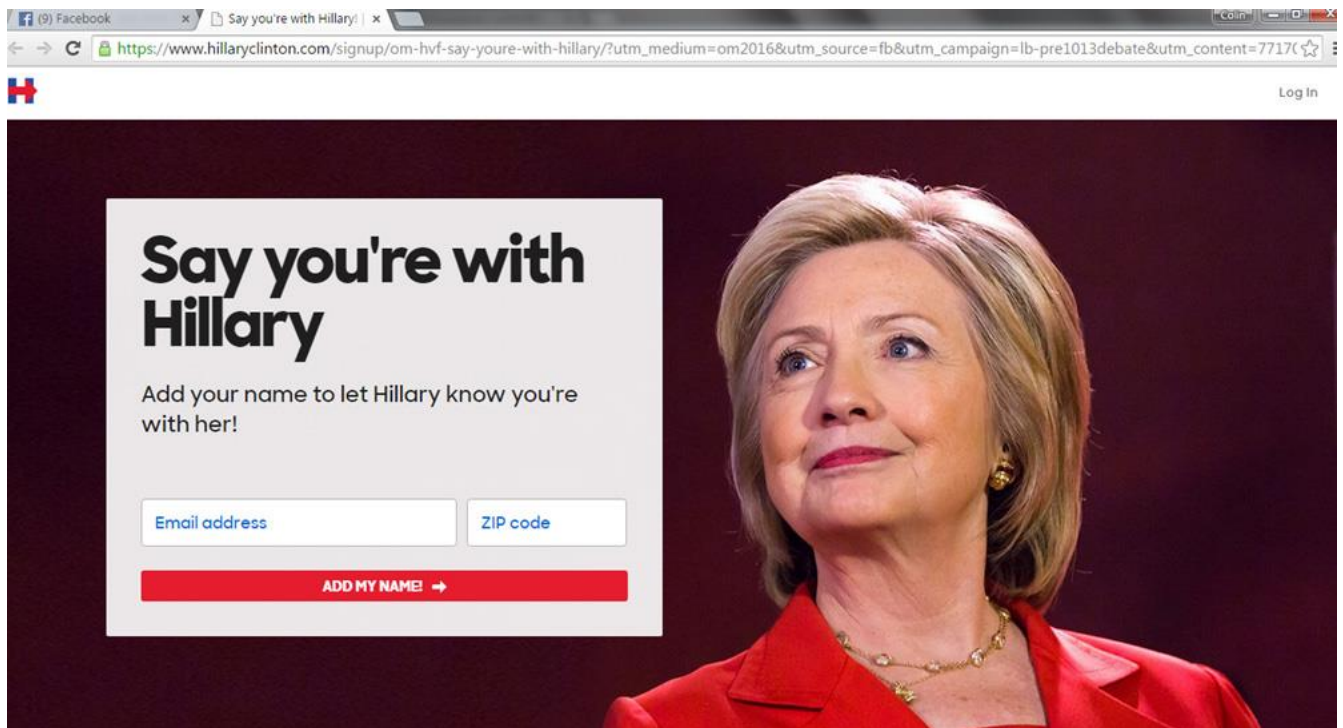 (9) Facebook
Say you're with Hillary! |
Colin
https://www.hillaryclinton.com/signup/om-hvf-say-youre-with-hillary/?utm_medium=om2016&utm_source=fb&utm_campaign=lb-pre1013debate&utm_content=7717(
H
Log In
Say you're with
Hillary
Add your name to let Hillary know you're
with her!
Email address
ZIP code
ADD MY NAME!